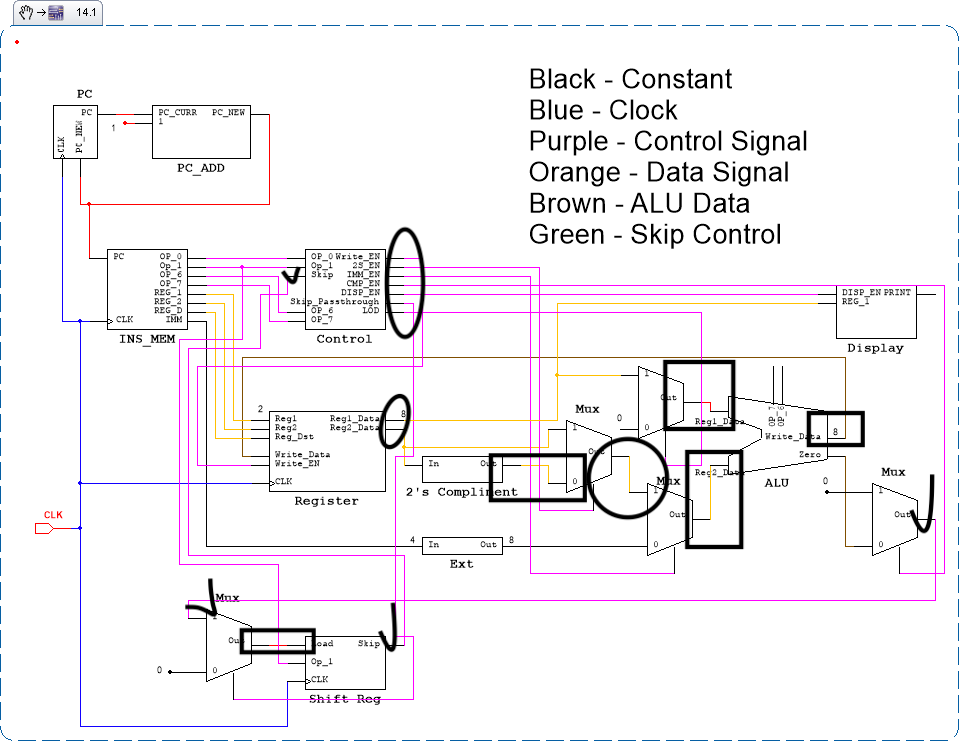 14.1
Black - Constant
Blue - Clock
Purple - Control Signal
Orange - Data Signal
Brown - ALU Data
Green - Skip Control
PC
PC
PC_NEW
CLK
1
PC_CURR PC_NEW
1
PC_ADD
PC
OP_0
Op_1
OP_6
OP_7
REG_1
REG_2
REG_D
IMM
CLK
INS_MEM
OP_0 Write_EN
Op_1 2S_EN
Skip IMM_EN
CMP_EN
DISP_EN
Skip_Passthrough
OP_6 LOD
OP_7
Control
DISP_EN PRINT
REG_1
Display
2
Reg1 Reg1_Data
Reg2 Reg2_Data
Reg_Dst
Write_Data
Write_EN
CLK
8
Register
In Out
2's Compliment
Mux
1
Out
0
0
1
Out
0
Mux
1
Out
0
Reg1_Data
Reg2_Data
OP_7
OP_6
Write_Data
8
Zero
ALU
0
Mux
1
Out
0
CLK
4 In Out 8
Ext
Mux
1
Out
0
0
Load Skip
Op_1
CLK
Shift Reg